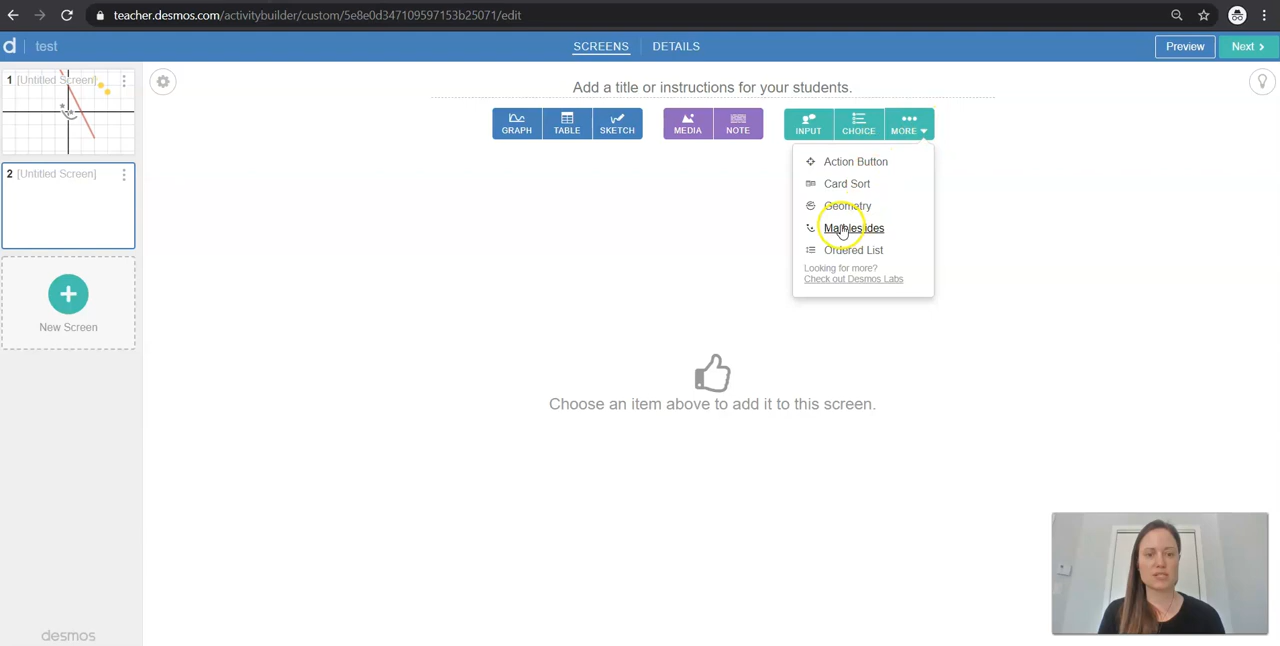 teacher.desmos.com/activitybuilder/custom/5e8e0d347109597153b25071/edit
d test
SCREENS DETAILS
Preview Next >
1 [Untitled Screen]
2 [Untitled Screen]
New Screen
desmos
Add a title or instructions for your students.
GRAPH TABLE SKETCH MEDIA NOTE INPUT CHOICE MORE
Action Button
Card Sort
Geometry
Marbleslides
Ordered List
Looking for more?
Check out Desmos Labs
Choose an item above to add it to this screen.